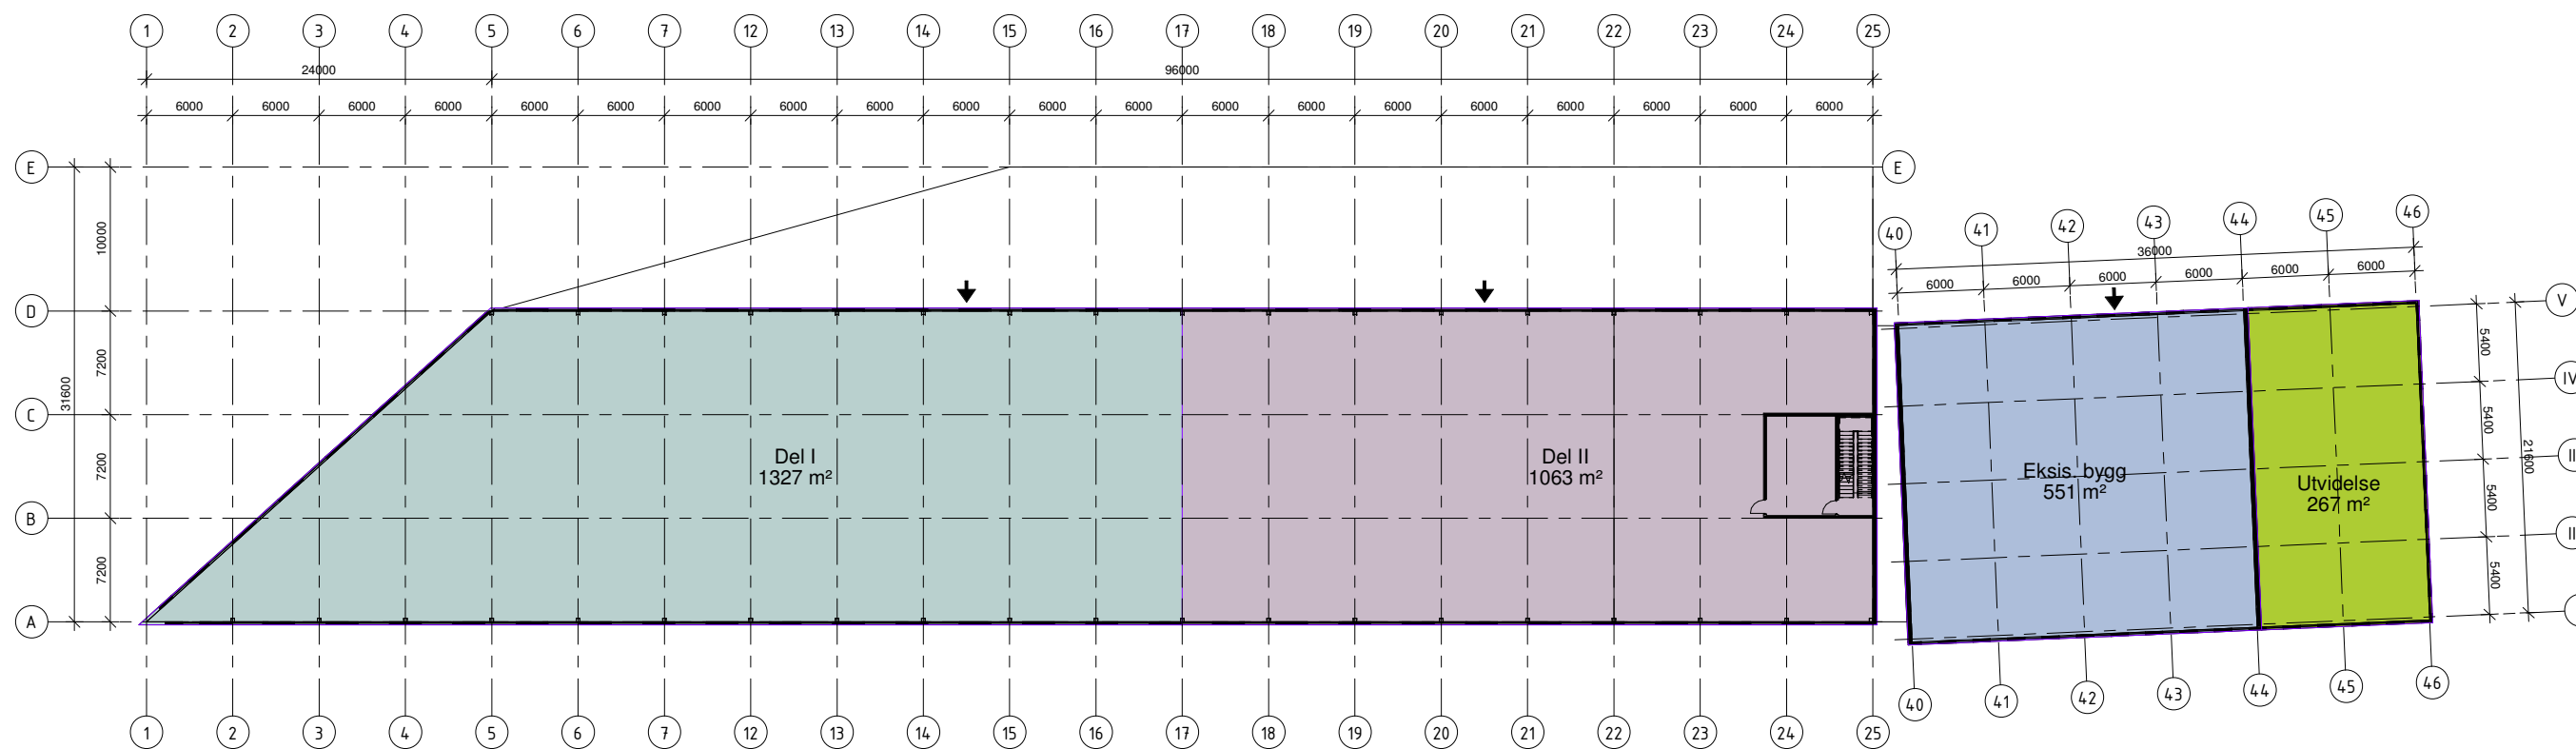 1 2 3 4 5 6 7 12 13 14 15 16 17 18 19 20 21 22 23 24 25
24000 96000
6000 6000 6000 6000 6000 6000 6000 6000 6000 6000 6000 6000 6000 6000 6000 6000 6000 6000 6000 6000
E E
10000
D
7200
31600
C
7200
B
7200
A
Del I
1327 m²
Del II
1063 m²
40 41 42 43 44 45 46
36000
6000 6000 6000 6000 6000 6000
V
5400
IV
5400
21600
II
5400
II
5400
Eksis. bygg
551 m²
Utvidelse
267 m²
40 41 42 43 44 45 46
1 2 3 4 5 6 7 12 13 14 15 16 17 18 19 20 21 22 23 24 25